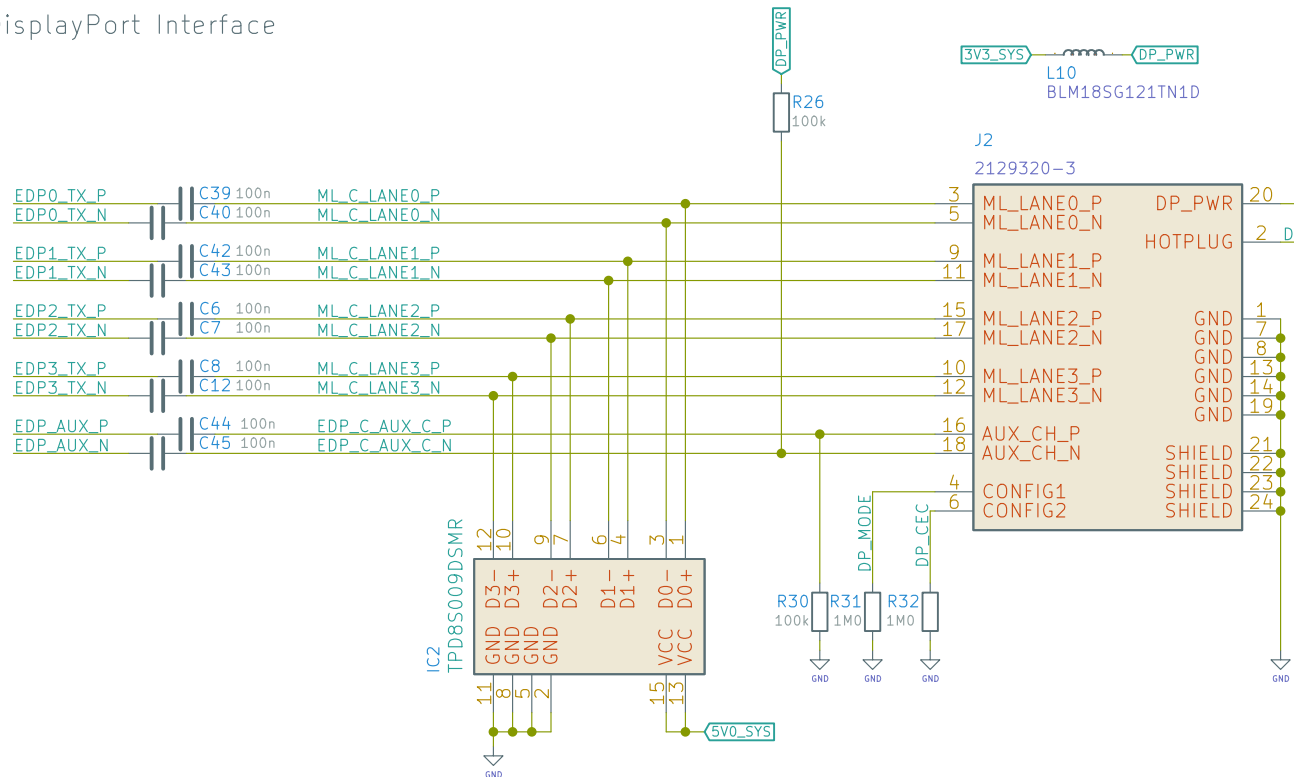 isplayPort Interface
DP_PWR
3V3_SYS
DP_PWR
L10
BLM18SG121TN1D
R26
100k
J2
2129320-3
EDP0_TX_P
C39 100n
ML_C_LANE0_P
3
ML_LANE0_P
DP_PWR
20
EDP0_TX_N
C40 100n
ML_C_LANE0_N
5
ML_LANE0_N
HOTPLUG
2
D
EDP1_TX_P
C42 100n
ML_C_LANE1_P
9
ML_LANE1_P
EDP1_TX_N
C43 100n
ML_C_LANE1_N
11
ML_LANE1_N
EDP2_TX_P
C6 100n
ML_C_LANE2_P
15
ML_LANE2_P
GND
1
EDP2_TX_N
C7 100n
ML_C_LANE2_N
17
ML_LANE2_N
GND
7
GND
8
EDP3_TX_P
C8 100n
ML_C_LANE3_P
10
ML_LANE3_P
GND
13
EDP3_TX_N
C12 100n
ML_C_LANE3_N
12
ML_LANE3_N
GND
14
GND
19
EDP_AUX_P
C44 100n
EDP_C_AUX_C_P
16
AUX_CH_P
EDP_AUX_N
C45 100n
EDP_C_AUX_C_N
18
AUX_CH_N
SHIELD
21
SHIELD
22
4
CONFIG1
SHIELD
23
6
CONFIG2
SHIELD
24
DP_MODE
DP_CEC
IC2
TPD8S009DSMR
12
10
9
7
6
4
3
1
D3-
D3+
D2-
D2+
D1-
D1+
D0-
D0+
GND
GND
GND
GND
VCC
VCC
11
8
5
2
15
13
R30
100k
R31
1M0
R32
1M0
GND
GND
GND
GND
5V0_SYS
GND